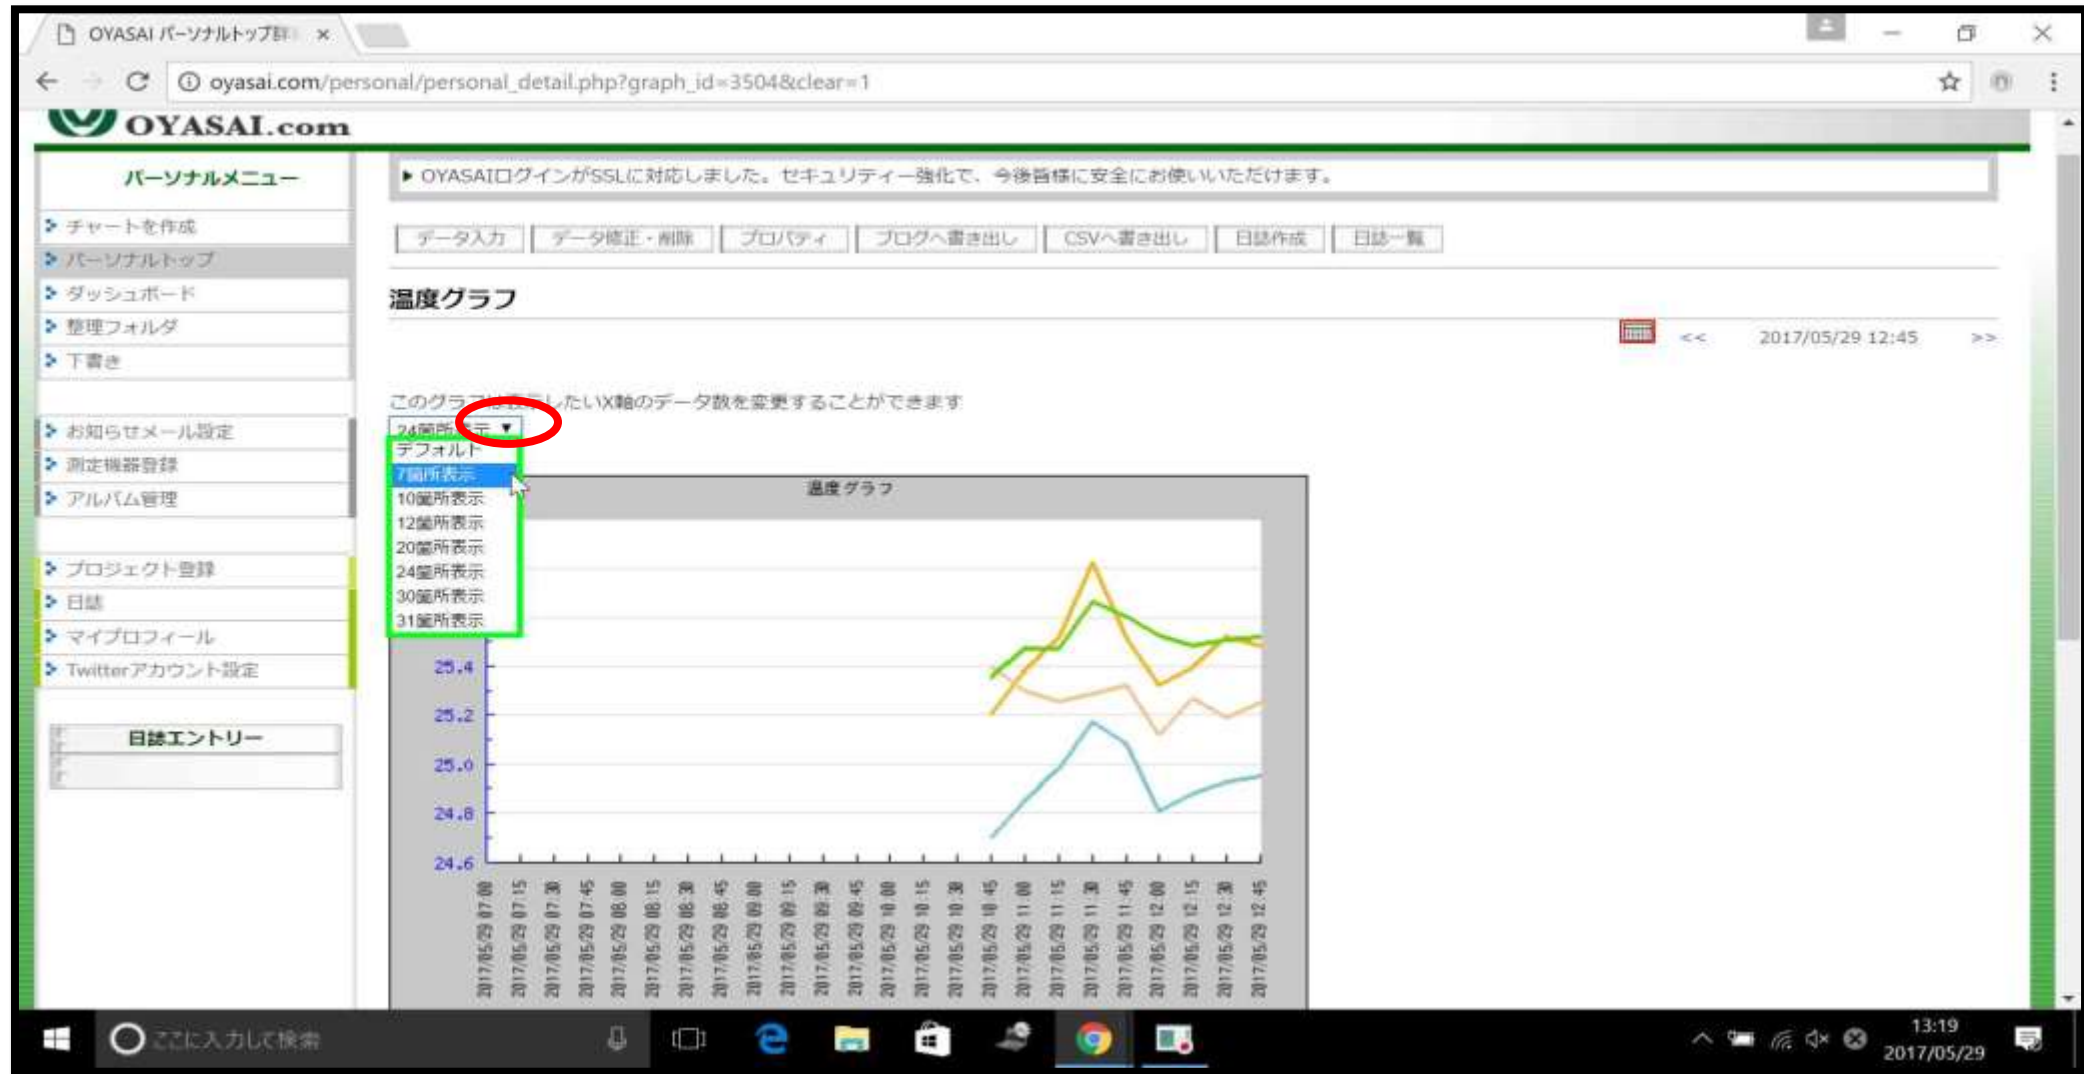 OYASAI パーソナルトップ
oyasai.com/personal/personal_detail.php?graph_id=3504&clear=1
OYASAI.com
パーソナルメニュー
チャートを作成
パーソナルトップ
ダッシュボード
整理フォルダ
下書き
お知らせメール設定
測定機器登録
アルバム管理
プロジェクト登録
日誌
マイプロフィール
Twitterアカウント設定
日誌エントリー
▶ OYASAIログインがSSLに対応しました。セキュリティー強化で、今後皆様に安全にお使いいただけます。
データ入力 データ修正・削除 プロパティ ブログへ書き出し CSVへ書き出し 日誌作成 日誌一覧
温度グラフ
<< 2017/05/29 12:45 >>
このグラフは表示したいX軸のデータ数を変更することができます
24箇所表示 ▼
デフォルト
7箇所表示
10箇所表示
12箇所表示
20箇所表示
24箇所表示
30箇所表示
31箇所表示
温度グラフ
25.4
25.2
25.0
24.8
24.6
2017/05/29 07:00
2017/05/29 07:15
2017/05/29 07:30
2017/05/29 07:45
2017/05/29 08:00
2017/05/29 08:15
2017/05/29 08:30
2017/05/29 08:45
2017/05/29 09:00
2017/05/29 09:15
2017/05/29 09:30
2017/05/29 09:45
2017/05/29 10:00
2017/05/29 10:15
2017/05/29 10:30
2017/05/29 10:45
2017/05/29 11:00
2017/05/29 11:15
2017/05/29 11:30
2017/05/29 11:45
2017/05/29 12:00
2017/05/29 12:15
2017/05/29 12:30
2017/05/29 12:45
ここに入力して検索
13:19
2017/05/29